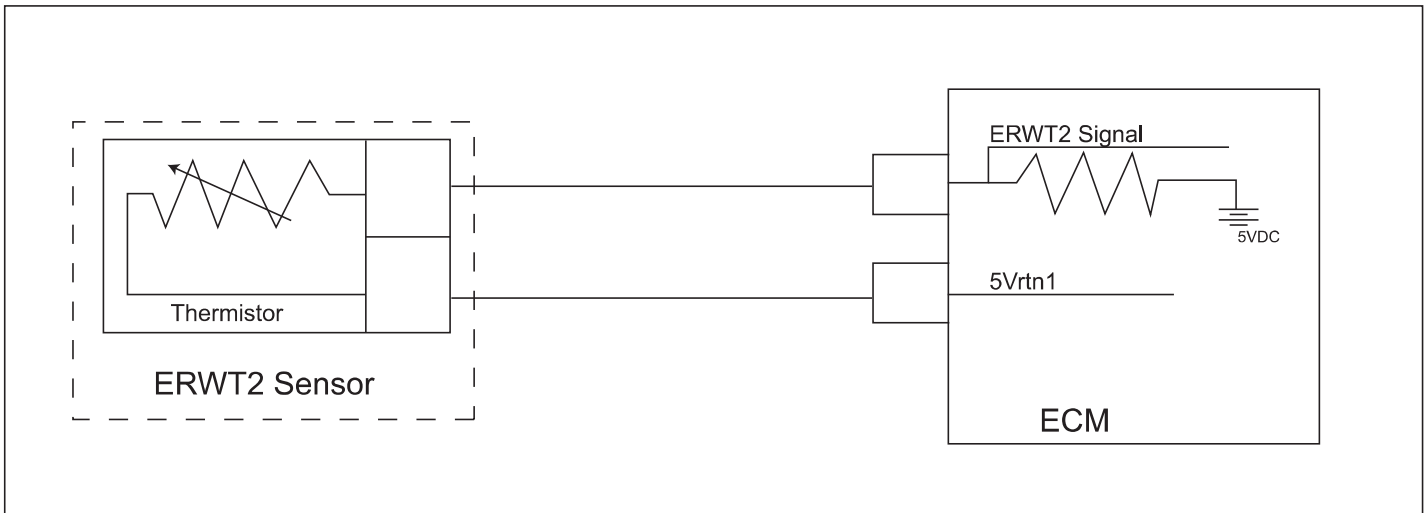 ERWT2 Signal
5VDC
5Vrtn1
Thermistor
ERWT2 Sensor
ECM